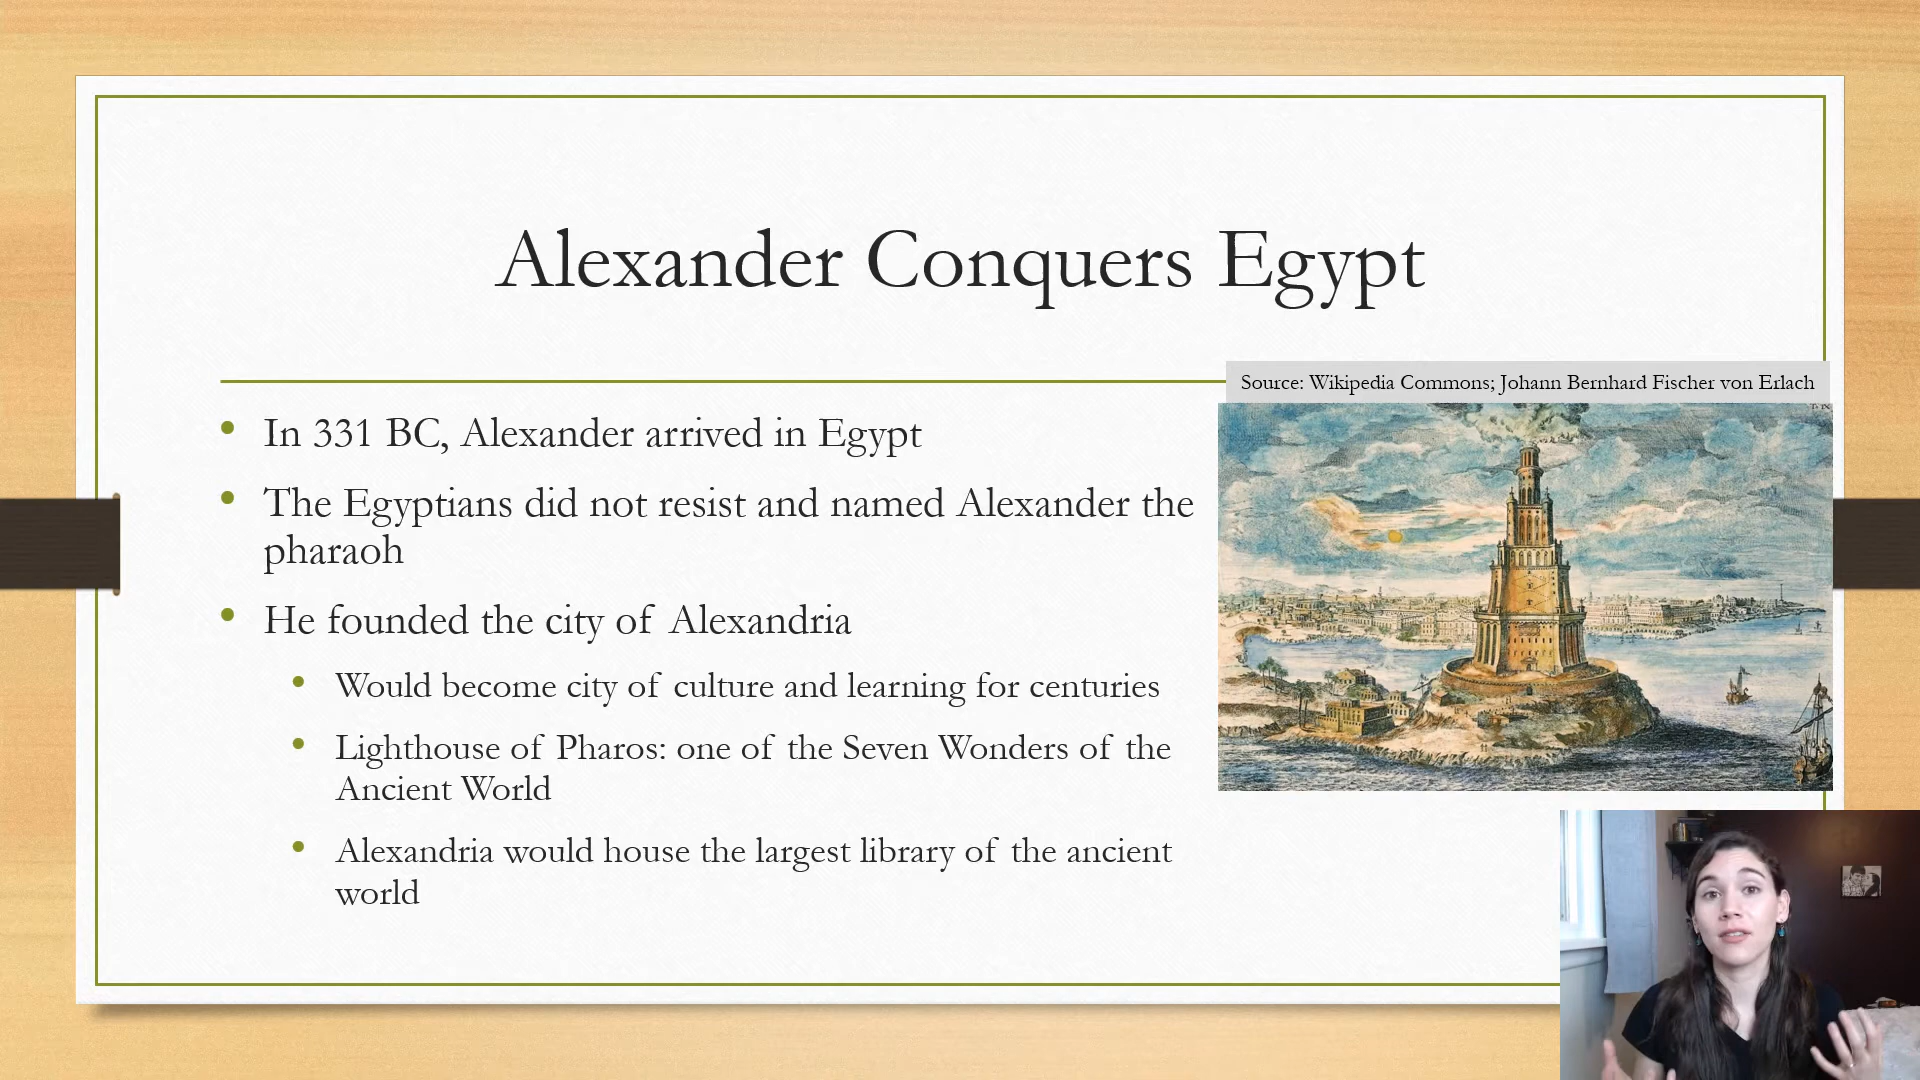 Alexander Conquers Egypt
Source: Wikipedia Commons; Johann Bernhard Fischer von Erlach
• In 331 BC, Alexander arrived in Egypt
• The Egyptians did not resist and named Alexander the
pharaoh
• He founded the city of Alexandria
• Would become city of culture and learning for centuries
• Lighthouse of Pharos: one of the Seven Wonders of the
Ancient World
• Alexandria would house the largest library of the ancient
world